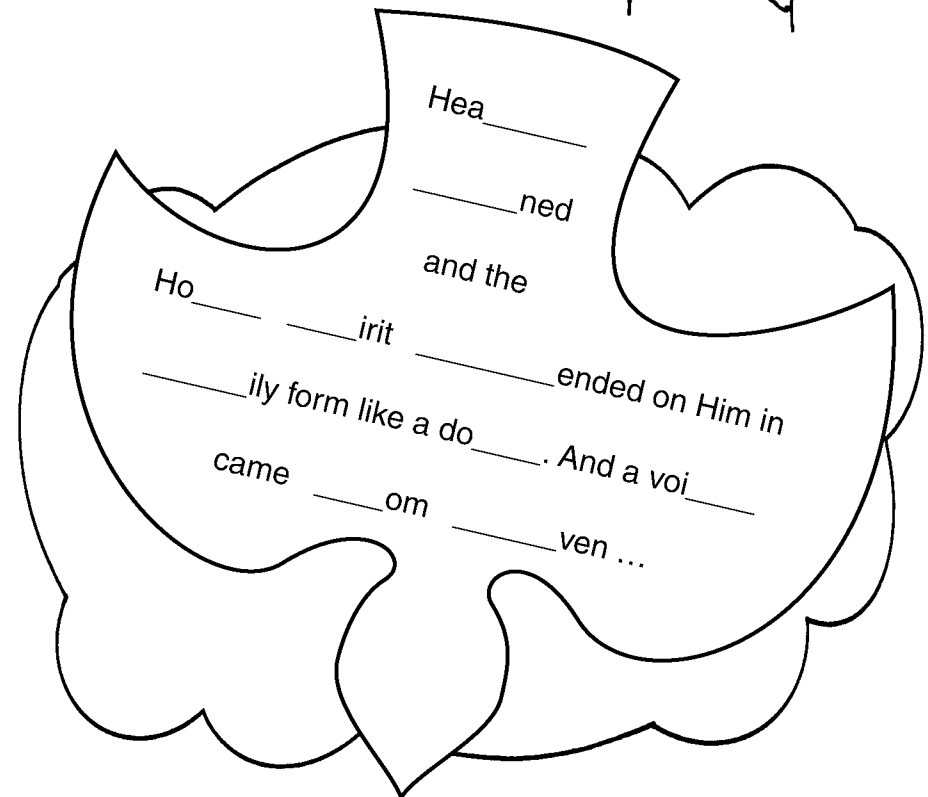 Hea______
______ned
and the
Ho____ ____irit ________ended on Him in
______ily form like a do____. And a voi____
came ____om ______ven ...